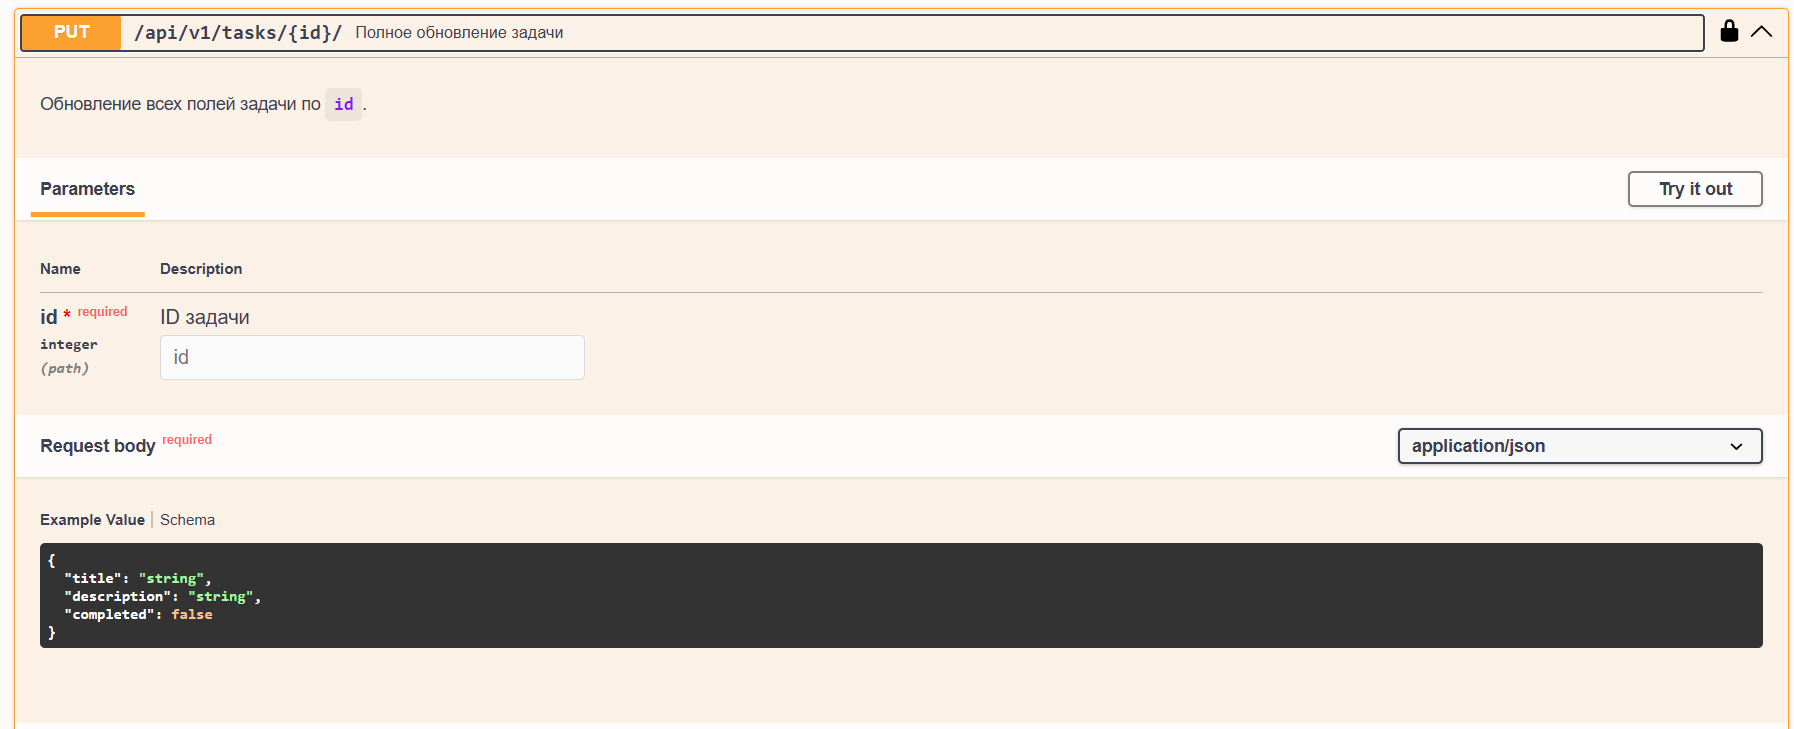 PUT /api/v1/tasks/{id}/ Полное обновление задачи
Обновление всех полей задачи по id.
Parameters
Try it out
Name Description
id * required
integer
(path)
ID задачи
id
Request body required
application/json
Example Value | Schema
{
  "title": "string",
  "description": "string",
  "completed": false
}